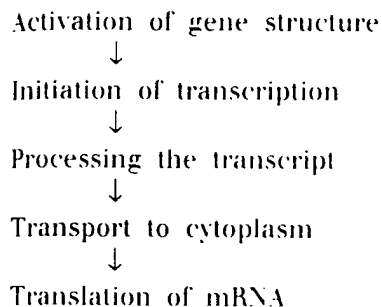 Activation of gene structure
↓
Initiation of transcription
↓
Processing the transcript
↓
Transport to cytoplasm
↓
Translation of mRNA